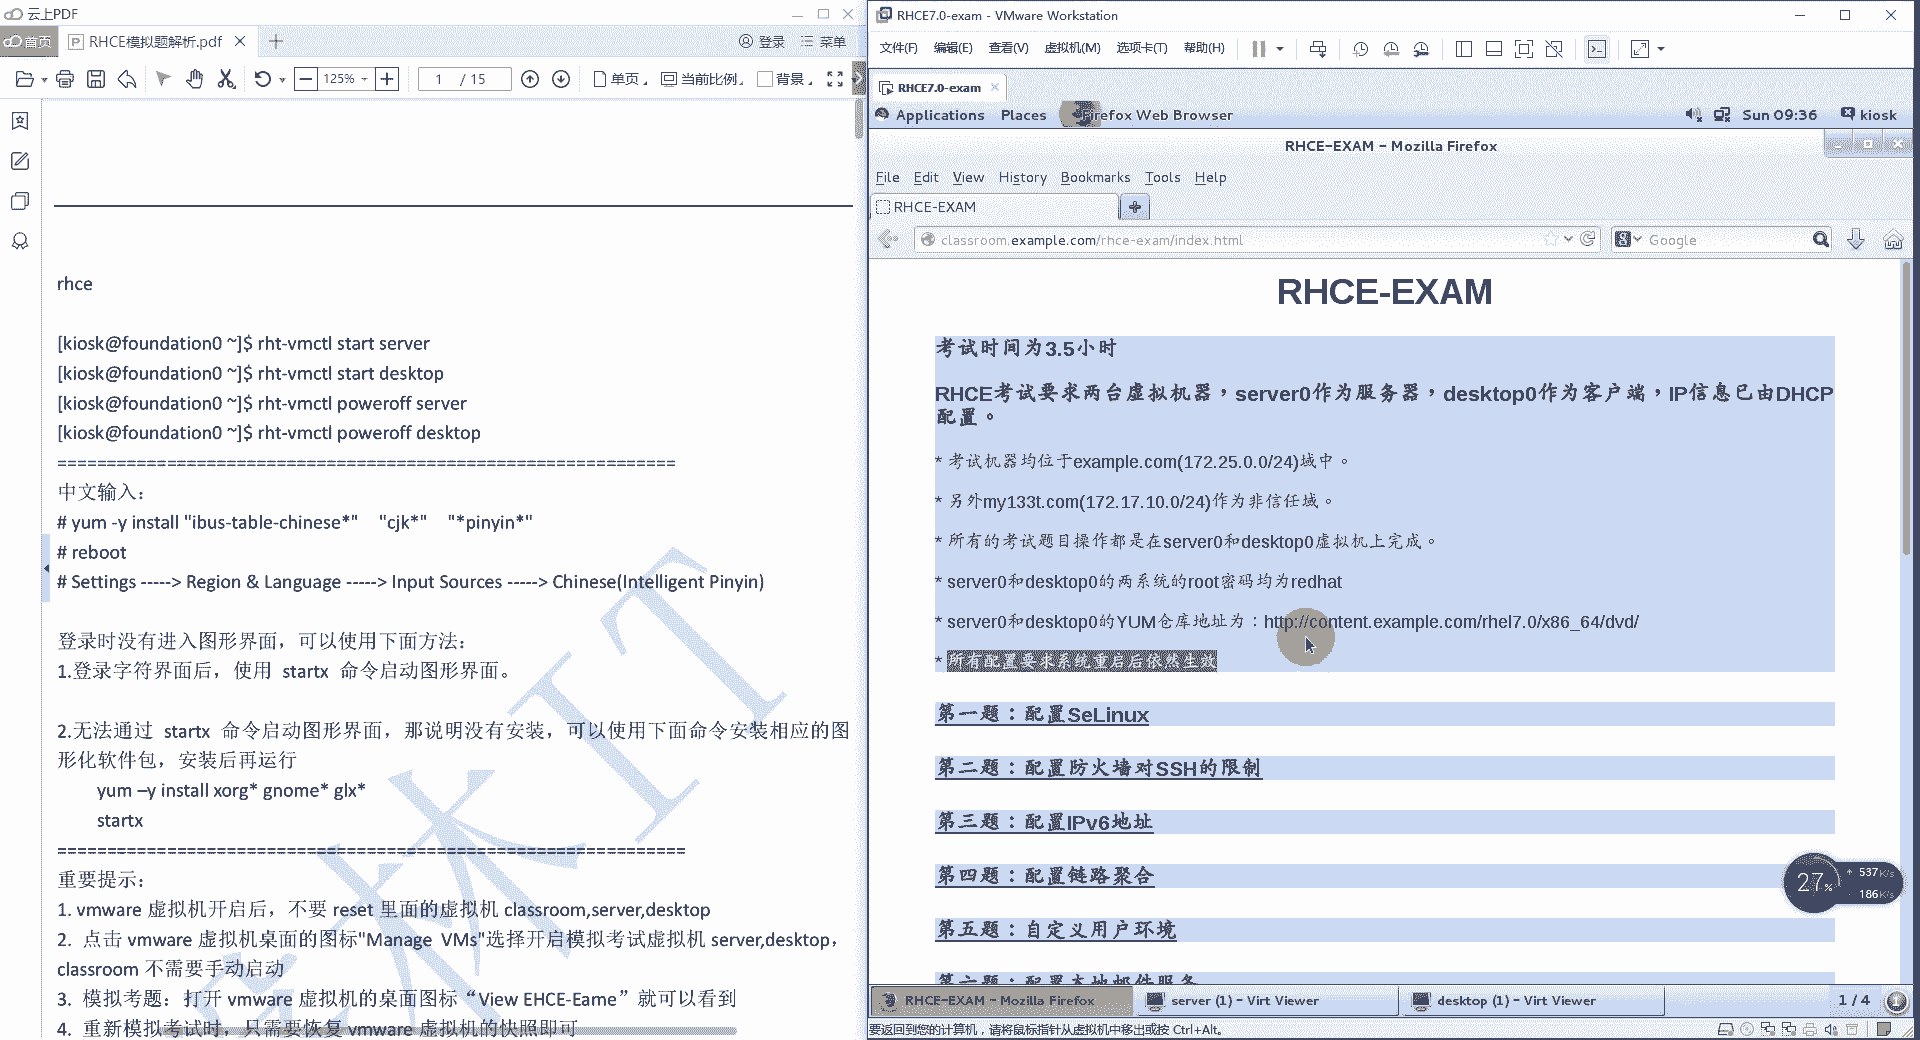 云上PDF
首页
RHCE模拟题解析.pdf
登录
菜单
125%
1 / 15
单页
当前比例
背景
rhce
[kiosk@foundation0 ~]$ rht-vmctl start server
[kiosk@foundation0 ~]$ rht-vmctl start desktop
[kiosk@foundation0 ~]$ rht-vmctl poweroff server
[kiosk@foundation0 ~]$ rht-vmctl poweroff desktop
==============================================================
中文输入：
# yum -y install "ibus-table-chinese*" "cjk*" "*pinyin*"
# reboot
# Settings -----> Region & Language -----> Input Sources -----> Chinese(Intelligent Pinyin)
登录时没有进入图形界面，可以使用下面方法：
1.登录字符界面后，使用 startx 命令启动图形界面。
2.无法通过 startx 命令启动图形界面，那说明没有安装，可以使用下面命令安装相应的图
形化软件包，安装后再运行
yum –y install xorg* gnome* glx*
startx
===============================================================
重要提示：
1. vmware 虚拟机开启后，不要 reset 里面的虚拟机 classroom,server,desktop
2. 点击 vmware 虚拟机桌面的图标"Manage VMs"选择开启模拟考试虚拟机 server,desktop，
classroom 不需要手动启动
3. 模拟考题：打开 vmware 虚拟机的桌面图标“View EHCE-Eame”就可以看到
4. 重新模拟考试时，只需要恢复 vmware 虚拟机的快照即可
RHCE7.0-exam - VMware Workstation
文件(F) 编辑(E) 查看(V) 虚拟机(M) 选项卡(T) 帮助(H)
RHCE7.0-exam
Applications Places Firefox Web Browser Sun 09:36 kiosk
RHCE-EXAM - Mozilla Firefox
File Edit View History Bookmarks Tools Help
RHCE-EXAM
classroom.example.com/rhce-exam/index.html
Google
RHCE-EXAM
考试时间为3.5小时
RHCE考试要求两台虚拟机器，server0作为服务器，desktop0作为客户端，IP信息已由DHCP
配置。
* 考试机器均位于example.com(172.25.0.0/24)域中。
* 另外my133t.com(172.17.10.0/24)作为非信任域。
* 所有的考试题目操作都是在server0和desktop0虚拟机上完成。
* server0和desktop0的两系统的root密码均为redhat
* server0和desktop0的YUM仓库地址为：http://content.example.com/rhel7.0/x86_64/dvd/
* 所有配置要求系统重启后依然生效
第一题：配置SeLinux
第二题：配置防火墙对SSH的限制
第三题：配置IPv6地址
第四题：配置链路聚合
第五题：自定义用户环境
第六题：配置本地邮件服务
27%
537K/s
186K/s
RHCE-EXAM - Mozilla Firefox
server (1) - Virt Viewer
desktop (1) - Virt Viewer
1 / 4
要返回到您的计算机，请将鼠标指针从虚拟机中移出或按 Ctrl+Alt。